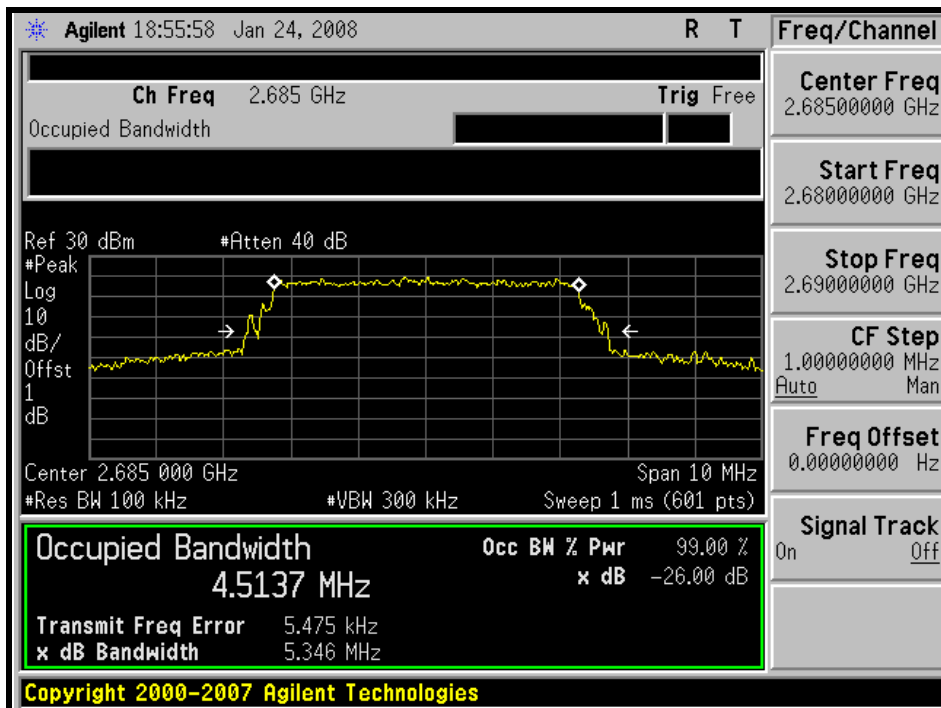 Agilent 18:55:58 Jan 24, 2008 R T
Ch Freq 2.685 GHz Trig Free
Occupied Bandwidth
Ref 30 dBm #Atten 40 dB
#Peak
Log
10
dB/
Offst
1
dB
Center 2.685 000 GHz Span 10 MHz
#Res BW 100 kHz #VBW 300 kHz Sweep 1 ms (601 pts)
Occupied Bandwidth Occ BW % Pwr 99.00 %
4.5137 MHz x dB -26.00 dB
Transmit Freq Error 5.475 kHz
x dB Bandwidth 5.346 MHz
Copyright 2000-2007 Agilent Technologies
Freq/Channel
Center Freq
2.68500000 GHz
Start Freq
2.68000000 GHz
Stop Freq
2.69000000 GHz
CF Step
1.00000000 MHz
Auto Man
Freq Offset
0.00000000 Hz
Signal Track
On Off